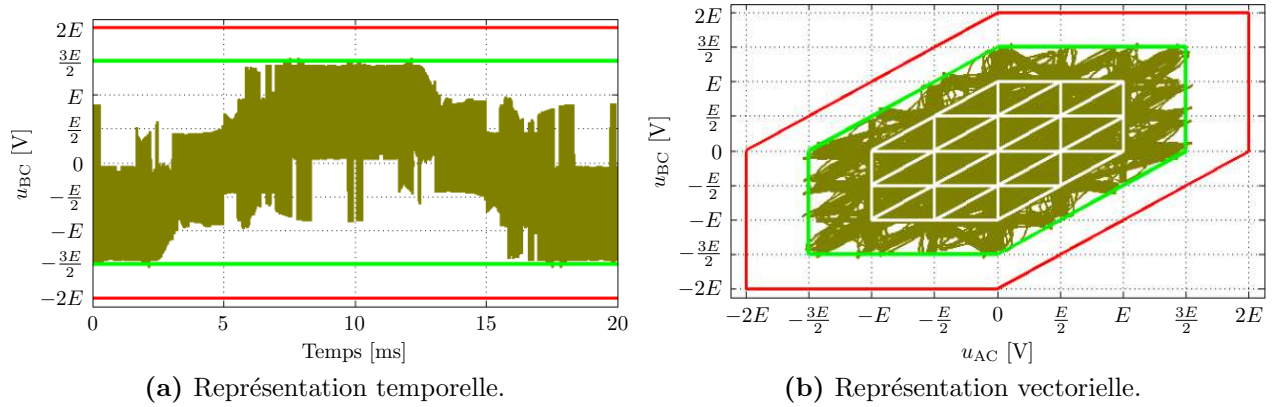 2E
3E/2
E
E/2
0
−E/2
−E
−3E/2
−2E
u_BC [V]
0 5 10 15 20
Temps [ms]
(a) Représentation temporelle.
2E
3E/2
E
E/2
0
−E/2
−E
−3E/2
−2E
u_BC [V]
−2E −3E/2 −E −E/2 0 E/2 E 3E/2 2E
u_AC [V]
(b) Représentation vectorielle.